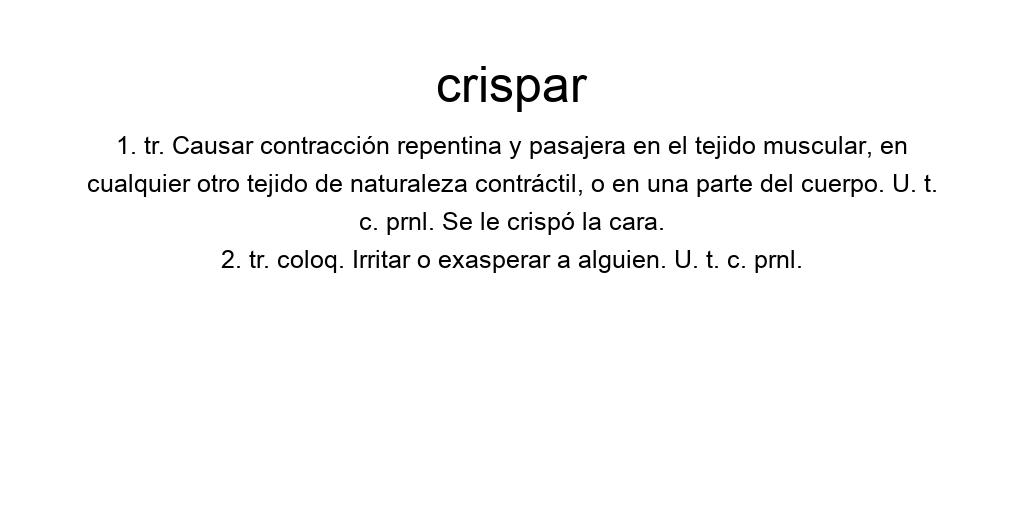 crispar
1. tr. Causar contracción repentina y pasajera en el tejido muscular, en
cualquier otro tejido de naturaleza contráctil, o en una parte del cuerpo. U. t.
c. prnl. Se le crispó la cara.
2. tr. coloq. Irritar o exasperar a alguien. U. t. c. prnl.